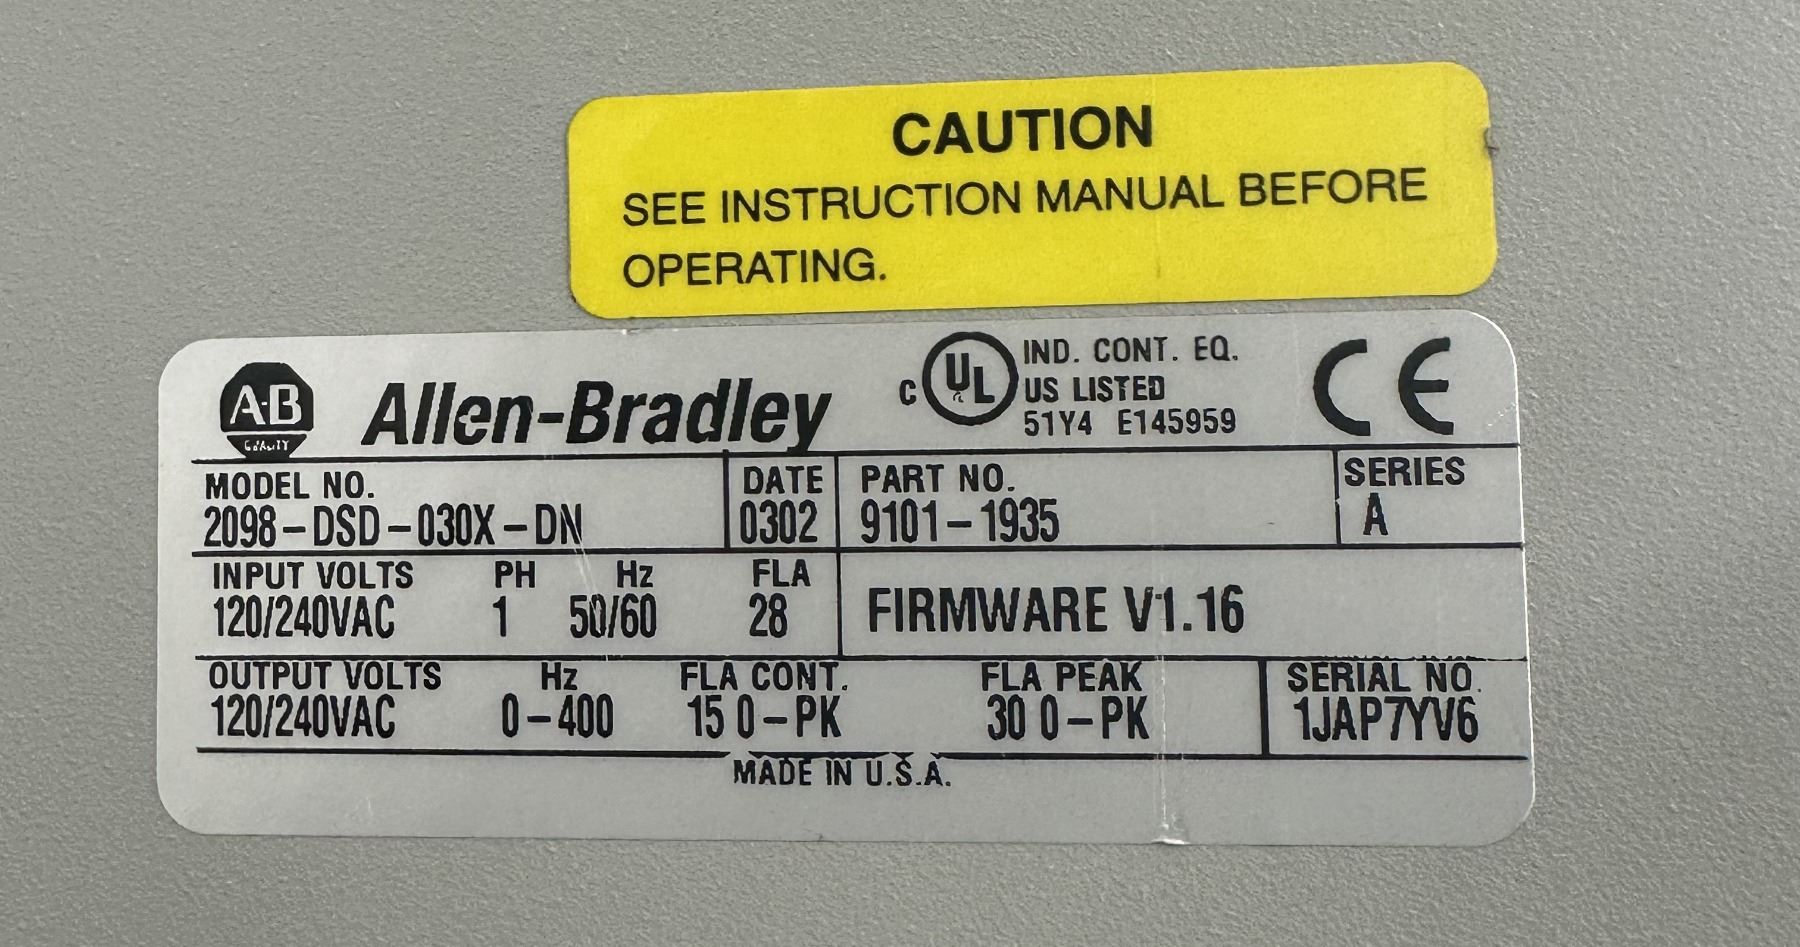 CAUTION
SEE INSTRUCTION MANUAL BEFORE
OPERATING.
A-B
QUALITY
Allen-Bradley
C UL
IND. CONT. EQ.
US LISTED
51Y4 E145959
CE
MODEL NO. DATE PART NO. SERIES
2098-DSD-030X-DN 0302 9101-1935 A
INPUT VOLTS PH Hz FLA
120/240VAC 1 50/60 28 FIRMWARE V1.16
OUTPUT VOLTS Hz FLA CONT. FLA PEAK SERIAL NO.
120/240VAC 0-400 15 0-PK 30 0-PK 1JAP7YV6
MADE IN U.S.A.